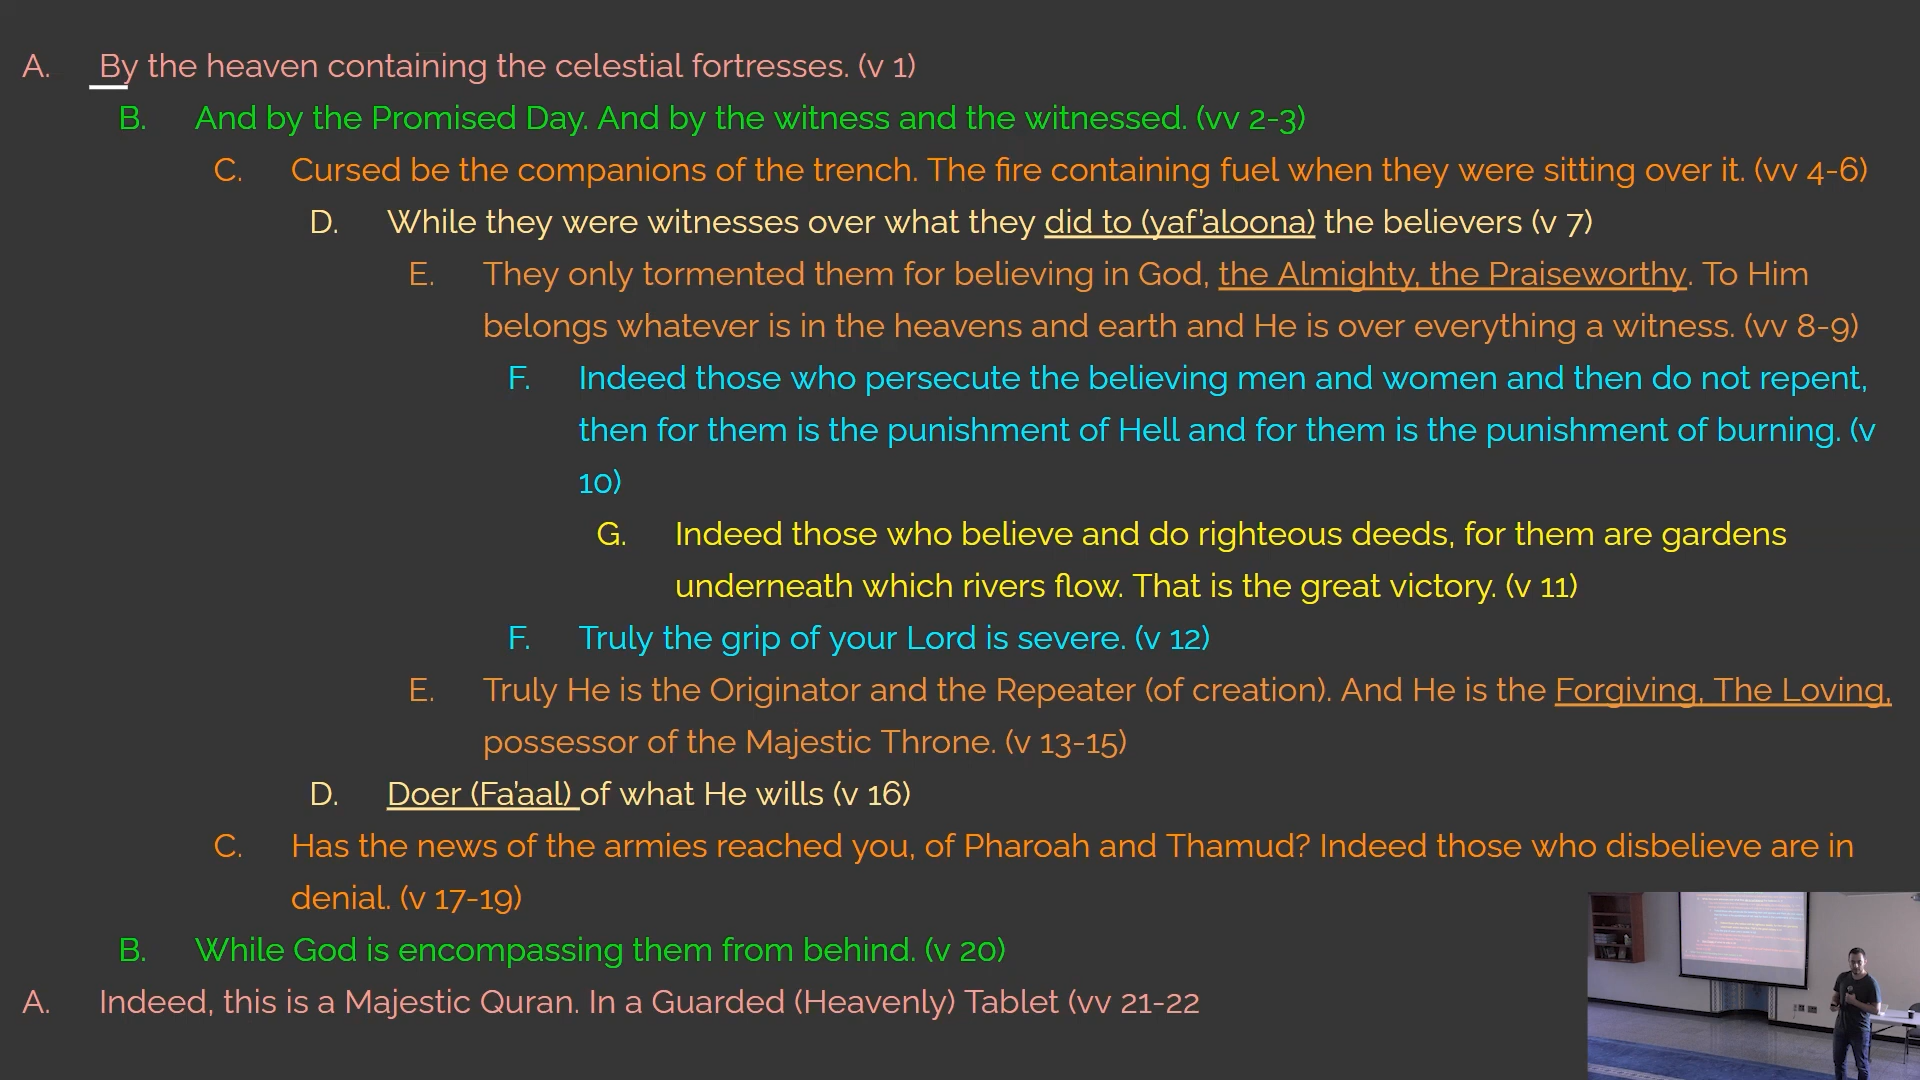 A. By the heaven containing the celestial fortresses. (v 1)
B. And by the Promised Day. And by the witness and the witnessed. (vv 2-3)
C. Cursed be the companions of the trench. The fire containing fuel when they were sitting over it. (vv 4-6)
D. While they were witnesses over what they did to (yaf'aloona) the believers (v 7)
E. They only tormented them for believing in God, the Almighty, the Praiseworthy. To Him
belongs whatever is in the heavens and earth and He is over everything a witness. (vv 8-9)
F. Indeed those who persecute the believing men and women and then do not repent,
then for them is the punishment of Hell and for them is the punishment of burning. (v
10)
G. Indeed those who believe and do righteous deeds, for them are gardens
underneath which rivers flow. That is the great victory. (v 11)
F. Truly the grip of your Lord is severe. (v 12)
E. Truly He is the Originator and the Repeater (of creation). And He is the Forgiving, The Loving,
possessor of the Majestic Throne. (v 13-15)
D. Doer (Fa'aal) of what He wills (v 16)
C. Has the news of the armies reached you, of Pharoah and Thamud? Indeed those who disbelieve are in
denial. (v 17-19)
B. While God is encompassing them from behind. (v 20)
A. Indeed, this is a Majestic Quran. In a Guarded (Heavenly) Tablet (vv 21-22